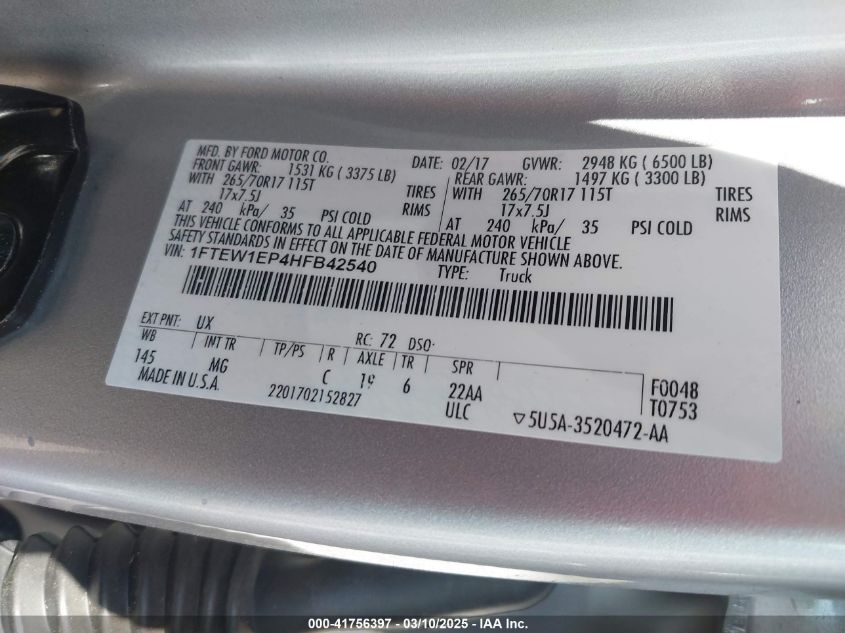 MFD. BY FORD MOTOR CO. DATE: 02/17 GVWR: 2948 KG ( 6500 LB)
FRONT GAWR: 1531 KG ( 3375 LB) REAR GAWR: 1497 KG ( 3300 LB)
WITH 265/70R17 115T TIRES WITH 265/70R17 115T TIRES
17x7.5J RIMS 17x7.5J RIMS
AT 240 kPa/ 35 PSI COLD AT 240 kPa/ 35 PSI COLD
THIS VEHICLE CONFORMS TO ALL APPLICABLE FEDERAL MOTOR VEHICLE
SAFETY STANDARDS IN EFFECT ON THE DATE OF MANUFACTURE SHOWN ABOVE.
VIN: 1FTEW1EP4HFB42540 TYPE: Truck
EXT PNT: UX RC: 72 DSO:
WB INT TR TP/PS R AXLE TR SPR
145 MG C 19 6 22AA F0048
MADE IN U.S.A. 2201702152827 ULC T0753
▽5U5A-3520472-AA
000-41756397 - 03/10/2025 - IAA Inc.